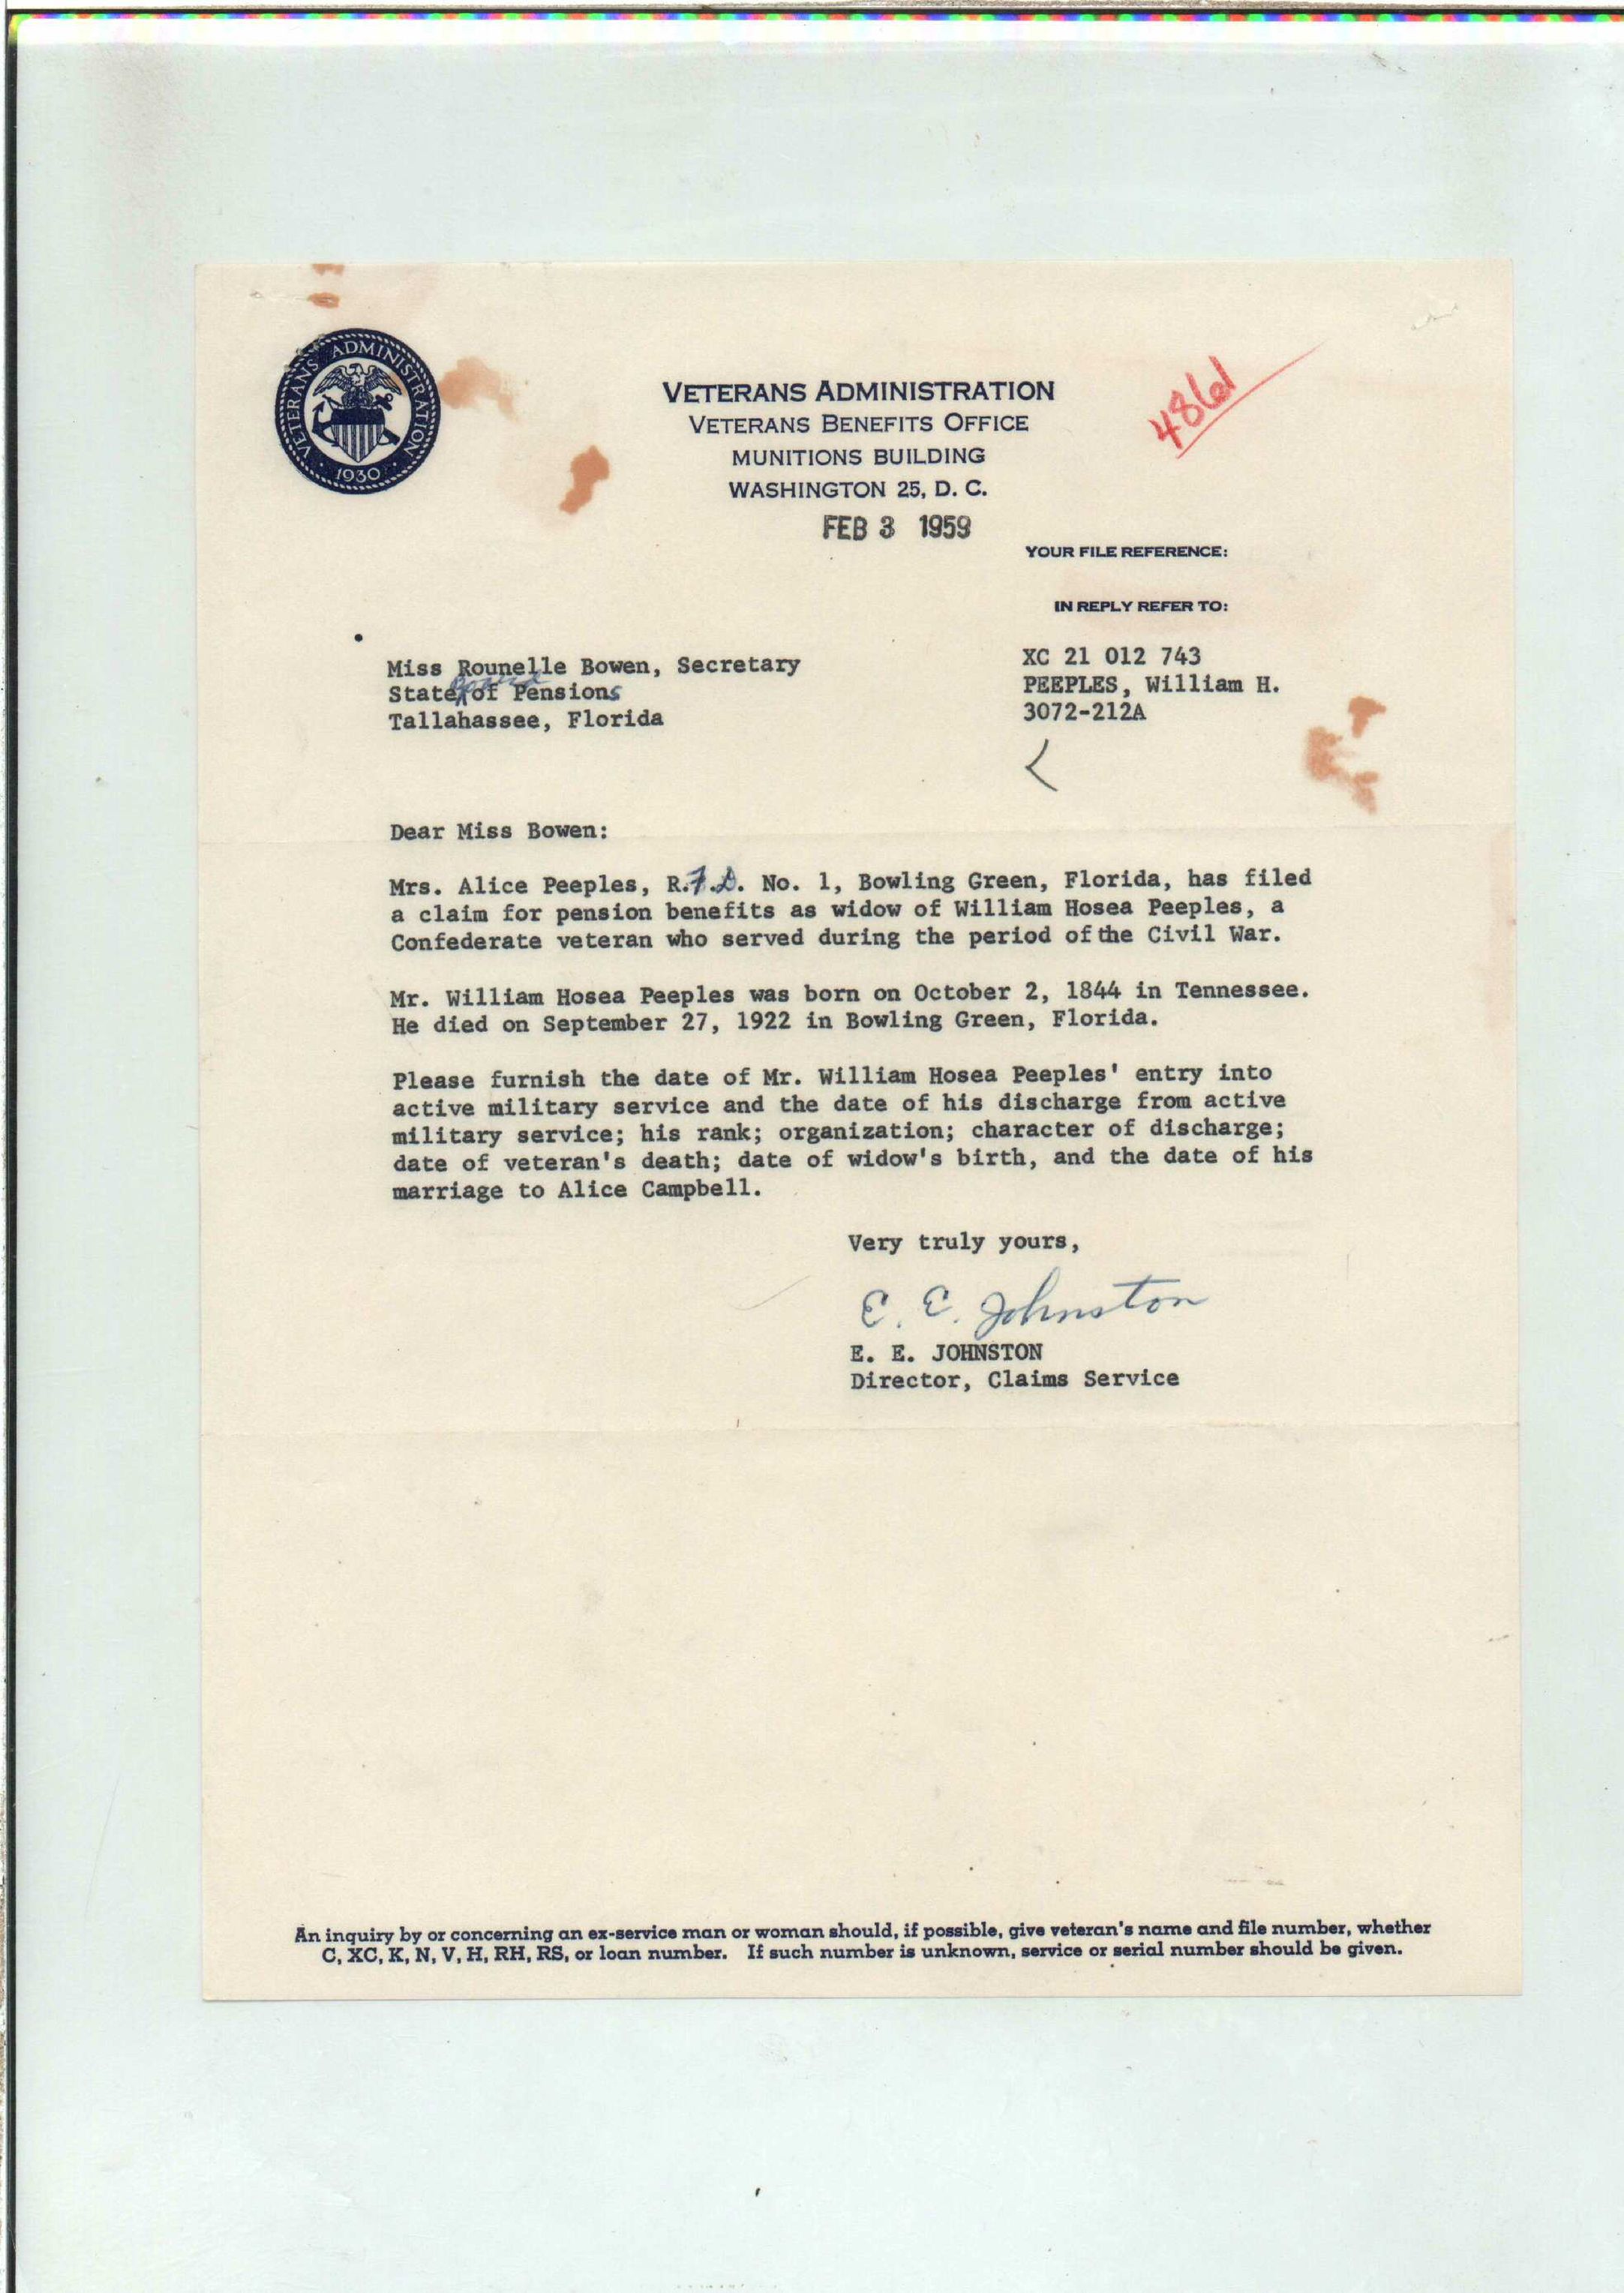 VETERANS ADMINISTRATION
1930
VETERANS ADMINISTRATION
VETERANS BENEFITS OFFICE
MUNITIONS BUILDING
WASHINGTON 25, D. C.
4861
FEB 3 1959
YOUR FILE REFERENCE:
IN REPLY REFER TO:
XC 21 012 743
PEEPLES, William H.
3072-212A
Miss Rounelle Bowen, Secretary
State Board of Pensions
Tallahassee, Florida
Dear Miss Bowen:
Mrs. Alice Peeples, R.F.D. No. 1, Bowling Green, Florida, has filed
a claim for pension benefits as widow of William Hosea Peeples, a
Confederate veteran who served during the period of the Civil War.
Mr. William Hosea Peeples was born on October 2, 1844 in Tennessee.
He died on September 27, 1922 in Bowling Green, Florida.
Please furnish the date of Mr. William Hosea Peeples' entry into
active military service and the date of his discharge from active
military service; his rank; organization; character of discharge;
date of veteran's death; date of widow's birth, and the date of his
marriage to Alice Campbell.
Very truly yours,
E. E. Johnston
E. E. JOHNSTON
Director, Claims Service
An inquiry by or concerning an ex-service man or woman should, if possible, give veteran's name and file number, whether
C, XC, K, N, V, H, RH, RS, or loan number. If such number is unknown, service or serial number should be given.